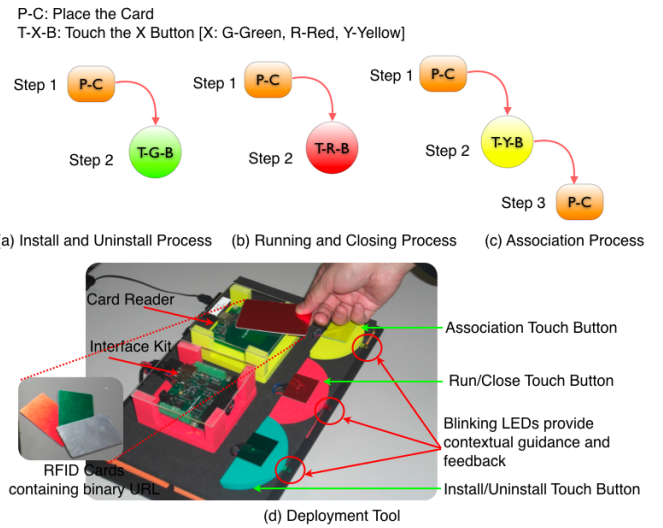 P-C: Place the Card
T-X-B: Touch the X Button [X: G-Green, R-Red, Y-Yellow]
Step 1
P-C
Step 2
T-G-B
Step 1
P-C
Step 2
T-R-B
Step 1
P-C
Step 2
T-Y-B
Step 3
P-C
a) Install and Uninstall Process
(b) Running and Closing Process
(c) Association Process
Card Reader
Interface Kit
RFID Cards
containing binary URL
Association Touch Button
Run/Close Touch Button
Blinking LEDs provide
contextual guidance and
feedback
Install/Uninstall Touch Button
(d) Deployment Tool